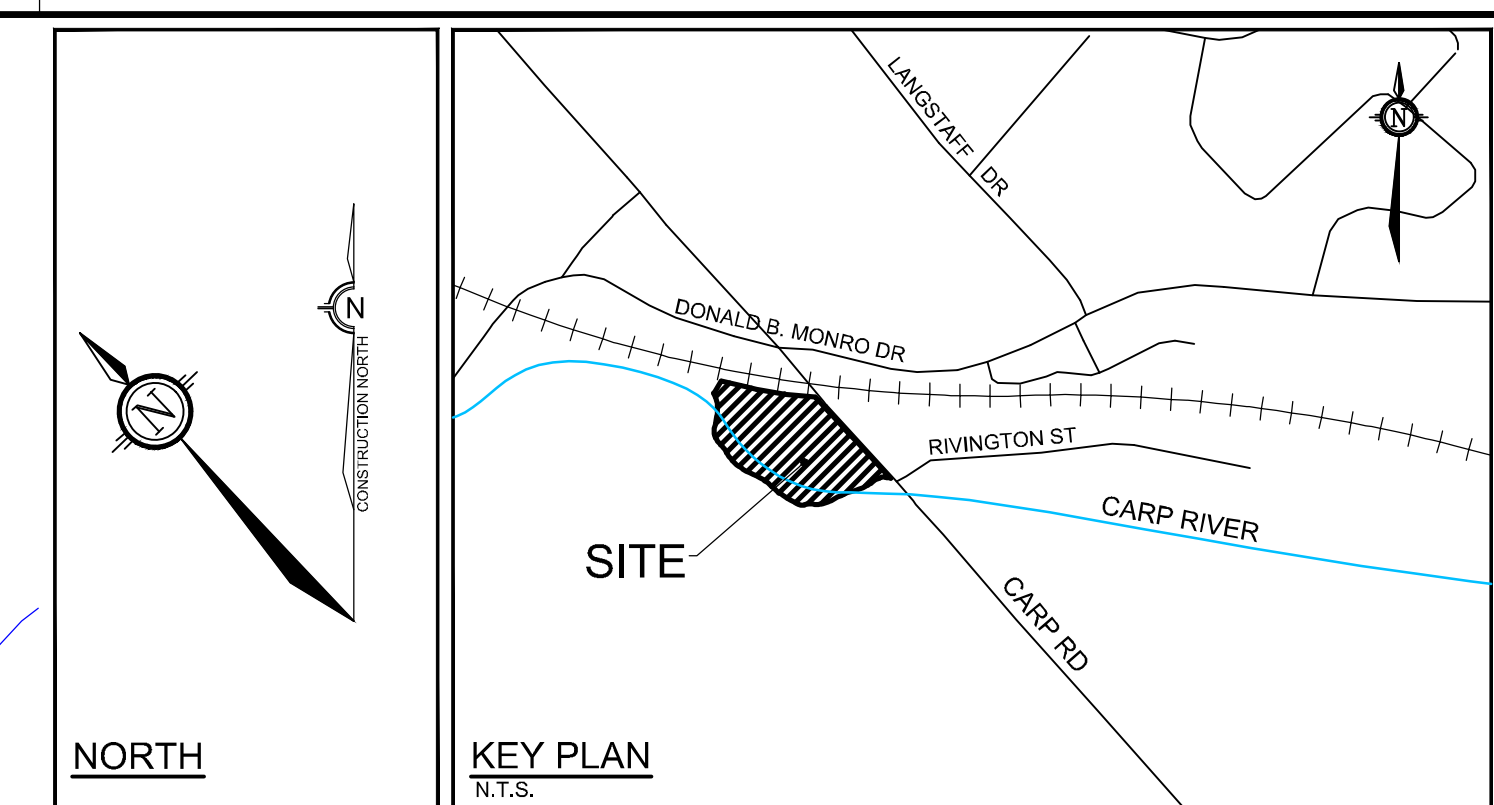 N
N
CONSTRUCTION NORTH
NORTH
LANGSTAFF DR
N
DONALD B. MONRO DR
RIVINGTON ST
CARP RIVER
SITE
CARP RD
KEY PLAN
N.T.S.